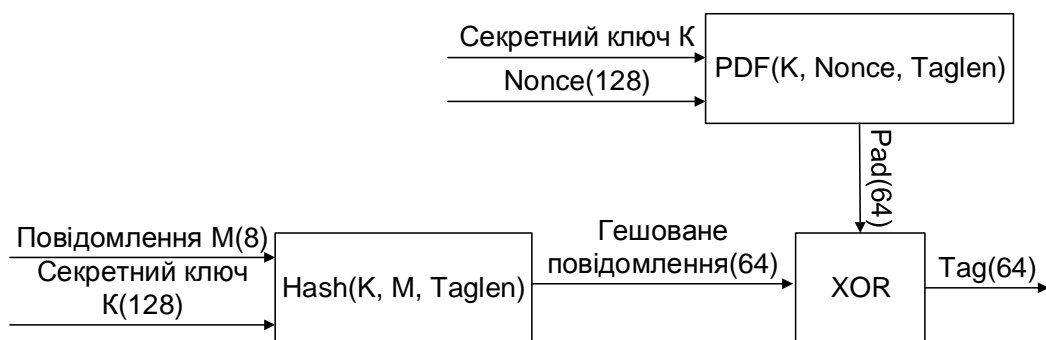 Секретний ключ К
Nonce(128)
PDF(K, Nonce, Taglen)
Pad(64)
Повідомлення М(8)
Секретний ключ
К(128)
Hash(K, M, Taglen)
Гешоване
повідомлення(64)
XOR
Tag(64)